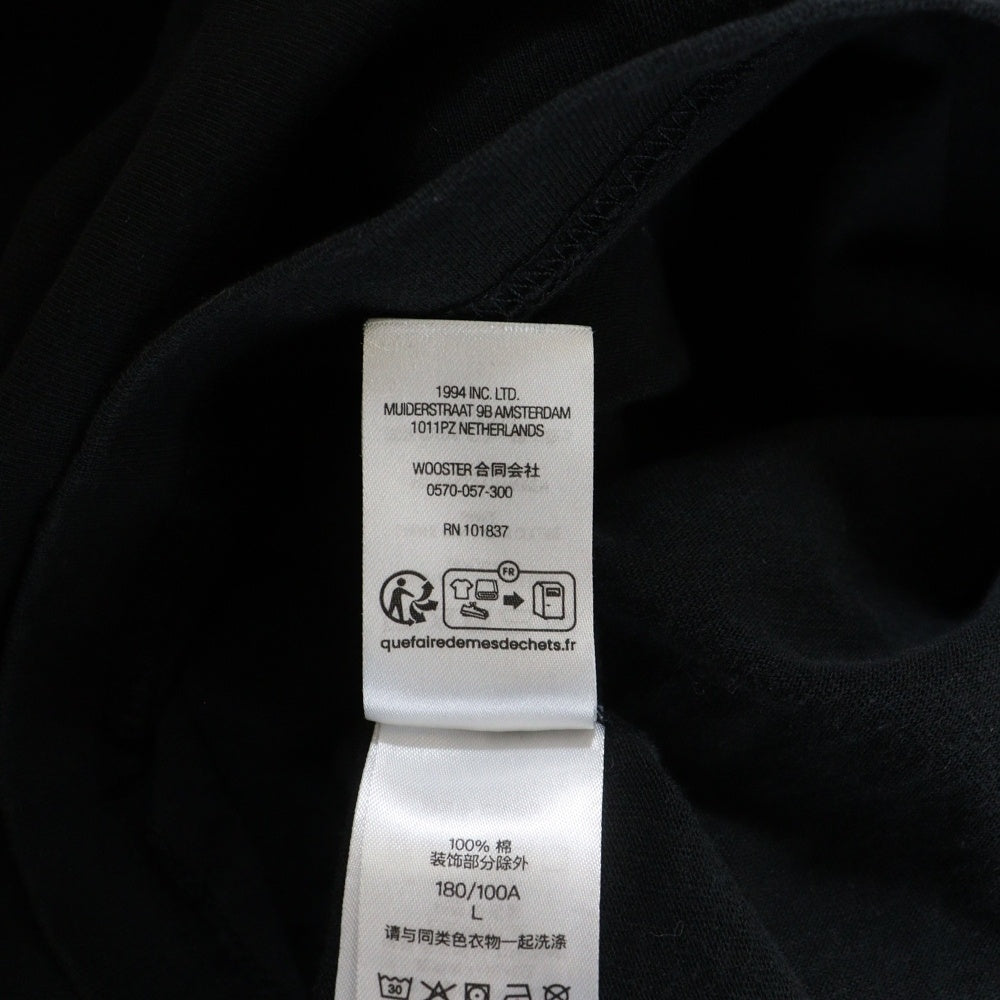 1994 INC. LTD.
MUIDERSTRAAT 9B AMSTERDAM
1011PZ NETHERLANDS
WOOSTER 合同会社
0570-057-300
RN 101837
FR
quefairedemesdechets.fr
100% 棉
装饰部分除外
180/100A
L
请与同类色衣物一起洗涤
30